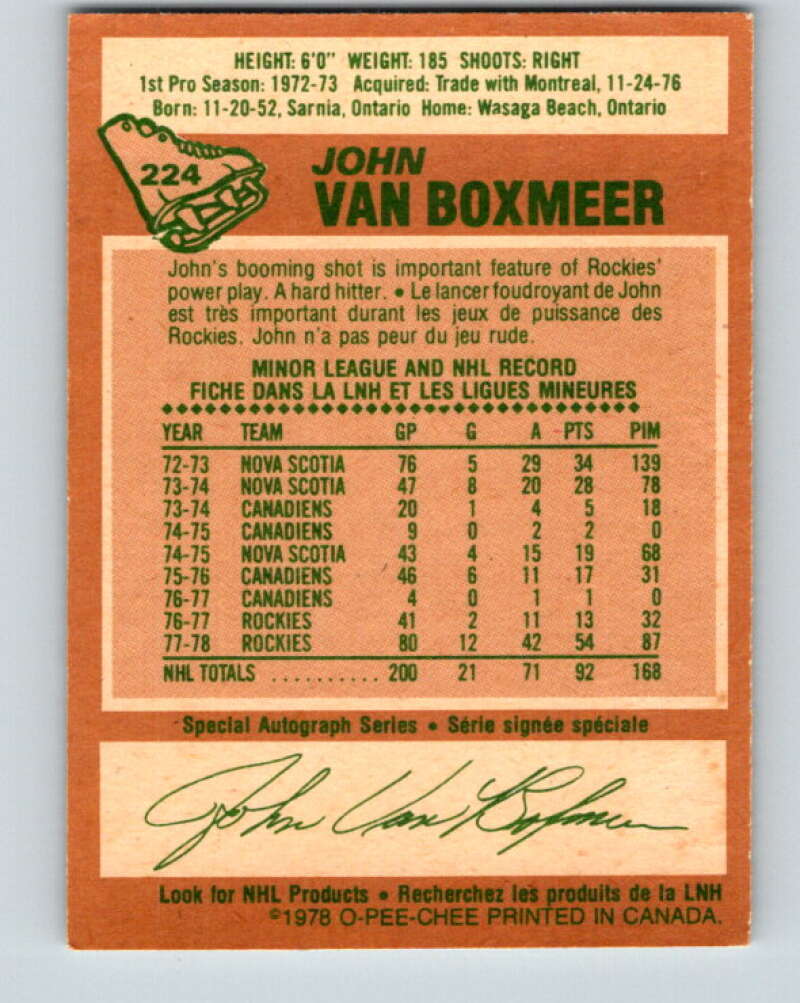 HEIGHT: 6'0" WEIGHT: 185 SHOOTS: RIGHT
1st Pro Season: 1972-73 Acquired: Trade with Montreal, 11-24-76
Born: 11-20-52, Sarnia, Ontario Home: Wasaga Beach, Ontario
224
JOHN
VAN BOXMEER
John's booming shot is important feature of Rockies'
power play. A hard hitter. • Le lancer foudroyant de John
est très important durant les jeux de puissance des
Rockies. John n'a pas peur du jeu rude.
MINOR LEAGUE AND NHL RECORD
FICHE DANS LA LNH ET LES LIGUES MINEURES
YEAR TEAM GP G A PTS PIM
72-73 NOVA SCOTIA 76 5 29 34 139
73-74 NOVA SCOTIA 47 8 20 28 78
73-74 CANADIENS 20 1 4 5 18
74-75 CANADIENS 9 0 2 2 0
74-75 NOVA SCOTIA 43 4 15 19 68
75-76 CANADIENS 46 6 11 17 31
76-77 CANADIENS 4 0 1 1 0
76-77 ROCKIES 41 2 11 13 32
77-78 ROCKIES 80 12 42 54 87
NHL TOTALS .......... 200 21 71 92 168
Special Autograph Series • Série signée spéciale
John Van Boxmeer
Look for NHL Products • Recherchez les produits de la LNH
©1978 O-PEE-CHEE PRINTED IN CANADA.